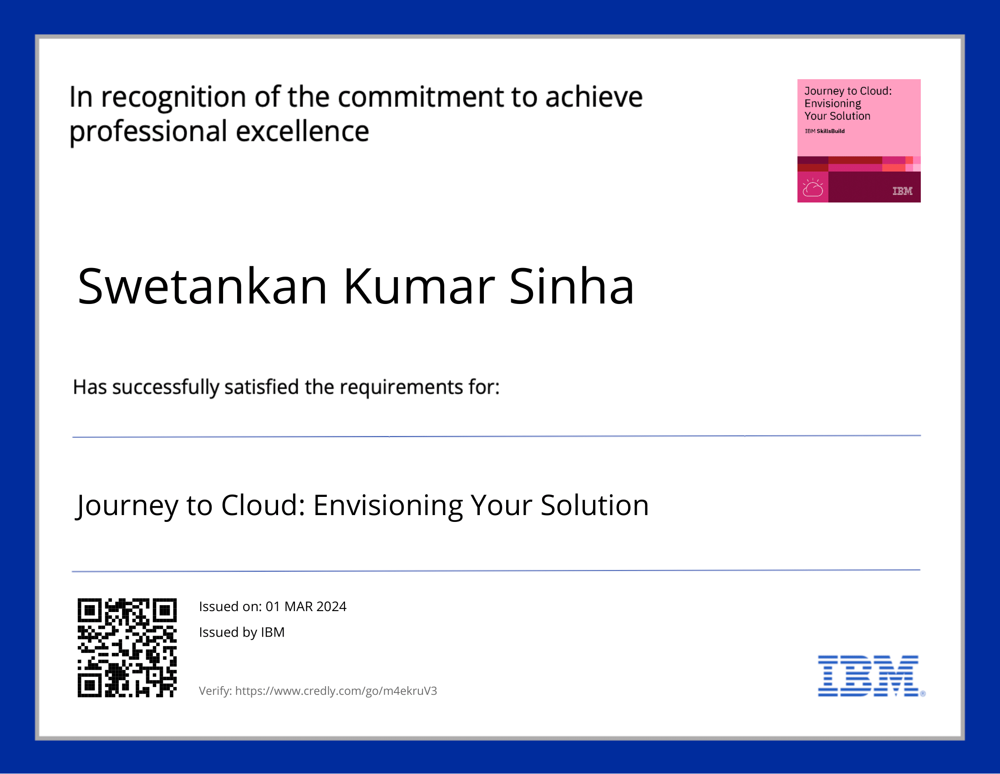 In recognition of the commitment to achieve
professional excellence
Journey to Cloud:
Envisioning
Your Solution
IBM SkillsBuild
IBM
Swetankan Kumar Sinha
Has successfully satisfied the requirements for:
Journey to Cloud: Envisioning Your Solution
Issued on: 01 MAR 2024
Issued by IBM
Verify: https://www.credly.com/go/m4ekruV3
IBM®